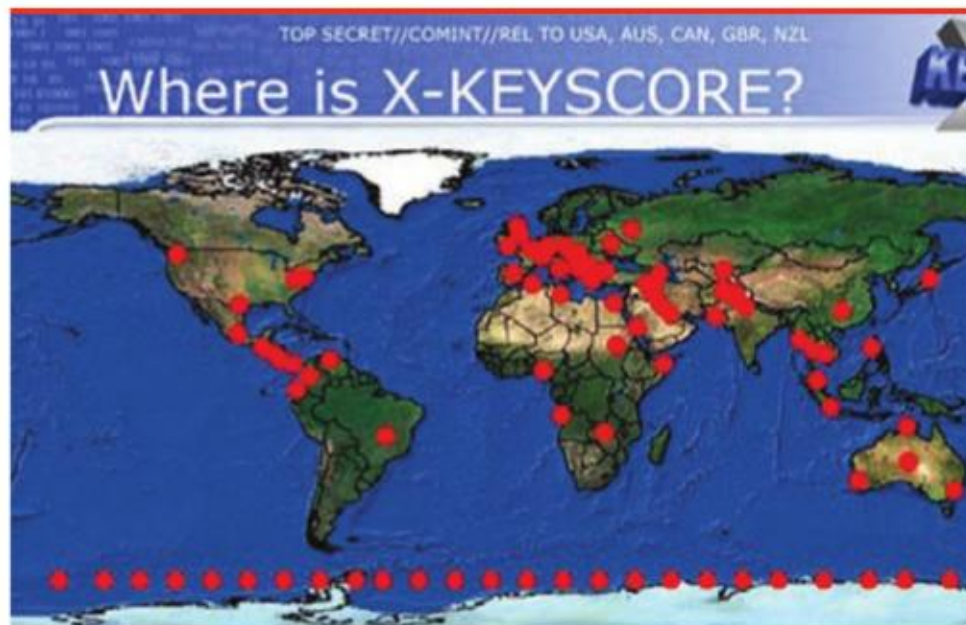 TOP SECRET//COMINT//REL TO USA, AUS, CAN, GBR, NZL
Where is X-KEYSCORE?